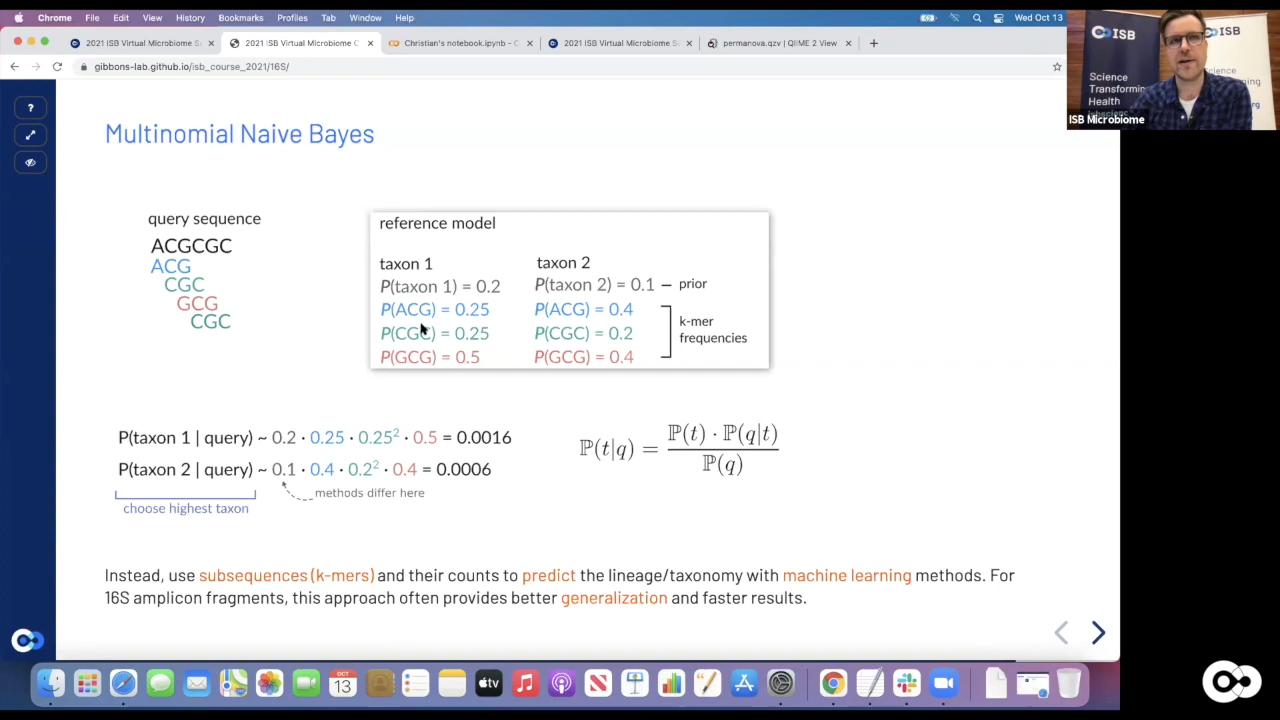 Chrome File Edit View History Bookmarks Profiles Tab Window Help
Wed Oct 13
2021 ISB Virtual Microbiome S
2021 ISB Virtual Microbiome C
Christian's notebook.ipynb - C
2021 ISB Virtual Microbiome S
permanova.qzv | QIIME 2 View
gibbons-lab.github.io/isb_course_2021/16S/
ISB
Science
Transforming
Health
ISB Microbiome
ISB
Multinomial Naive Bayes
query sequence
ACGCGC
ACG
CGC
GCG
CGC
reference model
taxon 1 taxon 2
P(taxon 1) = 0.2 P(taxon 2) = 0.1 – prior
P(ACG) = 0.25 P(ACG) = 0.4
P(CGC) = 0.25 P(CGC) = 0.2
P(GCG) = 0.5 P(GCG) = 0.4
k-mer
frequencies
P(taxon 1 | query) ~ 0.2 · 0.25 · 0.25² · 0.5 = 0.0016
P(taxon 2 | query) ~ 0.1 · 0.4 · 0.2² · 0.4 = 0.0006
methods differ here
choose highest taxon
ℙ(t|q) = ℙ(t) · ℙ(q|t) / ℙ(q)
Instead, use subsequences (k-mers) and their counts to predict the lineage/taxonomy with machine learning methods. For
16S amplicon fragments, this approach often provides better generalization and faster results.
OCT
13
tv